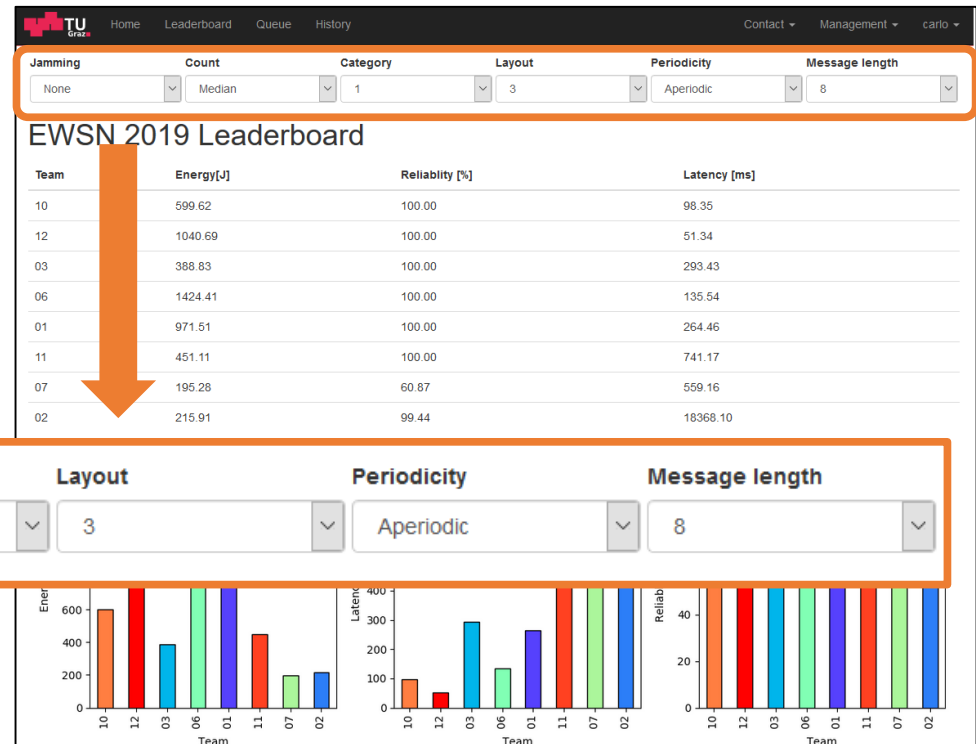 TU Graz Home Leaderboard Queue History Contact Management carlo
Jamming Count Category Layout Periodicity Message length
None Median 1 3 Aperiodic 8
EWSN 2019 Leaderboard
Team Energy[J] Reliablity [%] Latency [ms]
10 599.62 100.00 98.35
12 1040.69 100.00 51.34
03 388.83 100.00 293.43
06 1424.41 100.00 135.54
01 971.51 100.00 264.46
11 451.11 100.00 741.17
07 195.28 60.87 559.16
02 215.91 99.44 18368.10
Layout Periodicity Message length
3 Aperiodic 8
600
400
200
0
10 12 03 06 01 11 07 02
Team
400
300
200
100
0
10 12 03 06 01 11 07 02
Team
40
20
0
10 12 03 06 01 11 07 02
Team